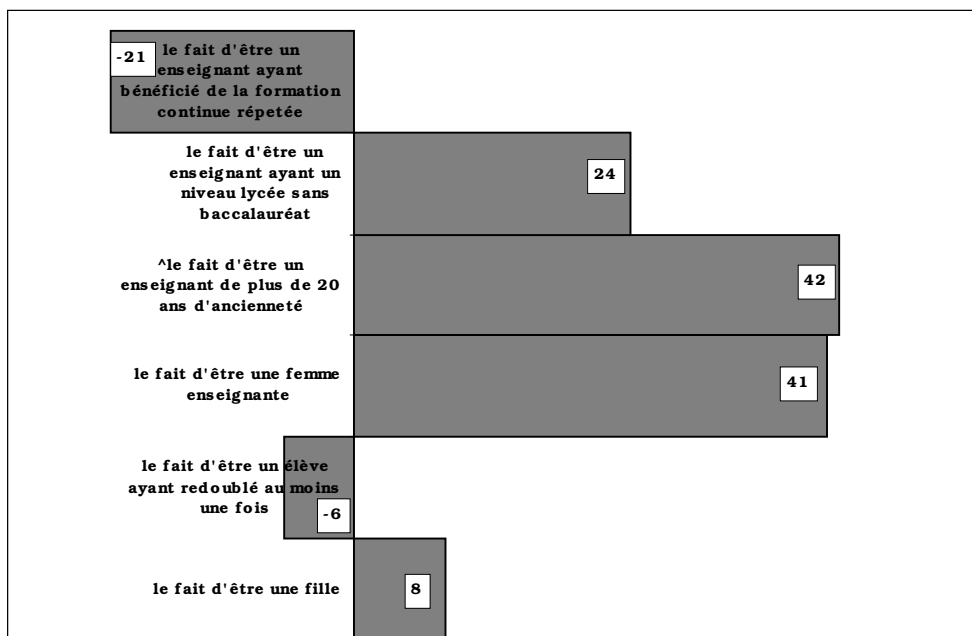 -21
le fait d'être un
enseignant ayant
bénéficié de la formation
continue répetée
le fait d'être un
enseignant ayant un
niveau lycée sans
baccalauréat
24
^le fait d'être un
enseignant de plus de 20
ans d'ancienneté
42
le fait d'être une femme
enseignante
41
le fait d'être un élève
ayant redoublé au moins
une fois
-6
le fait d'être une fille
8